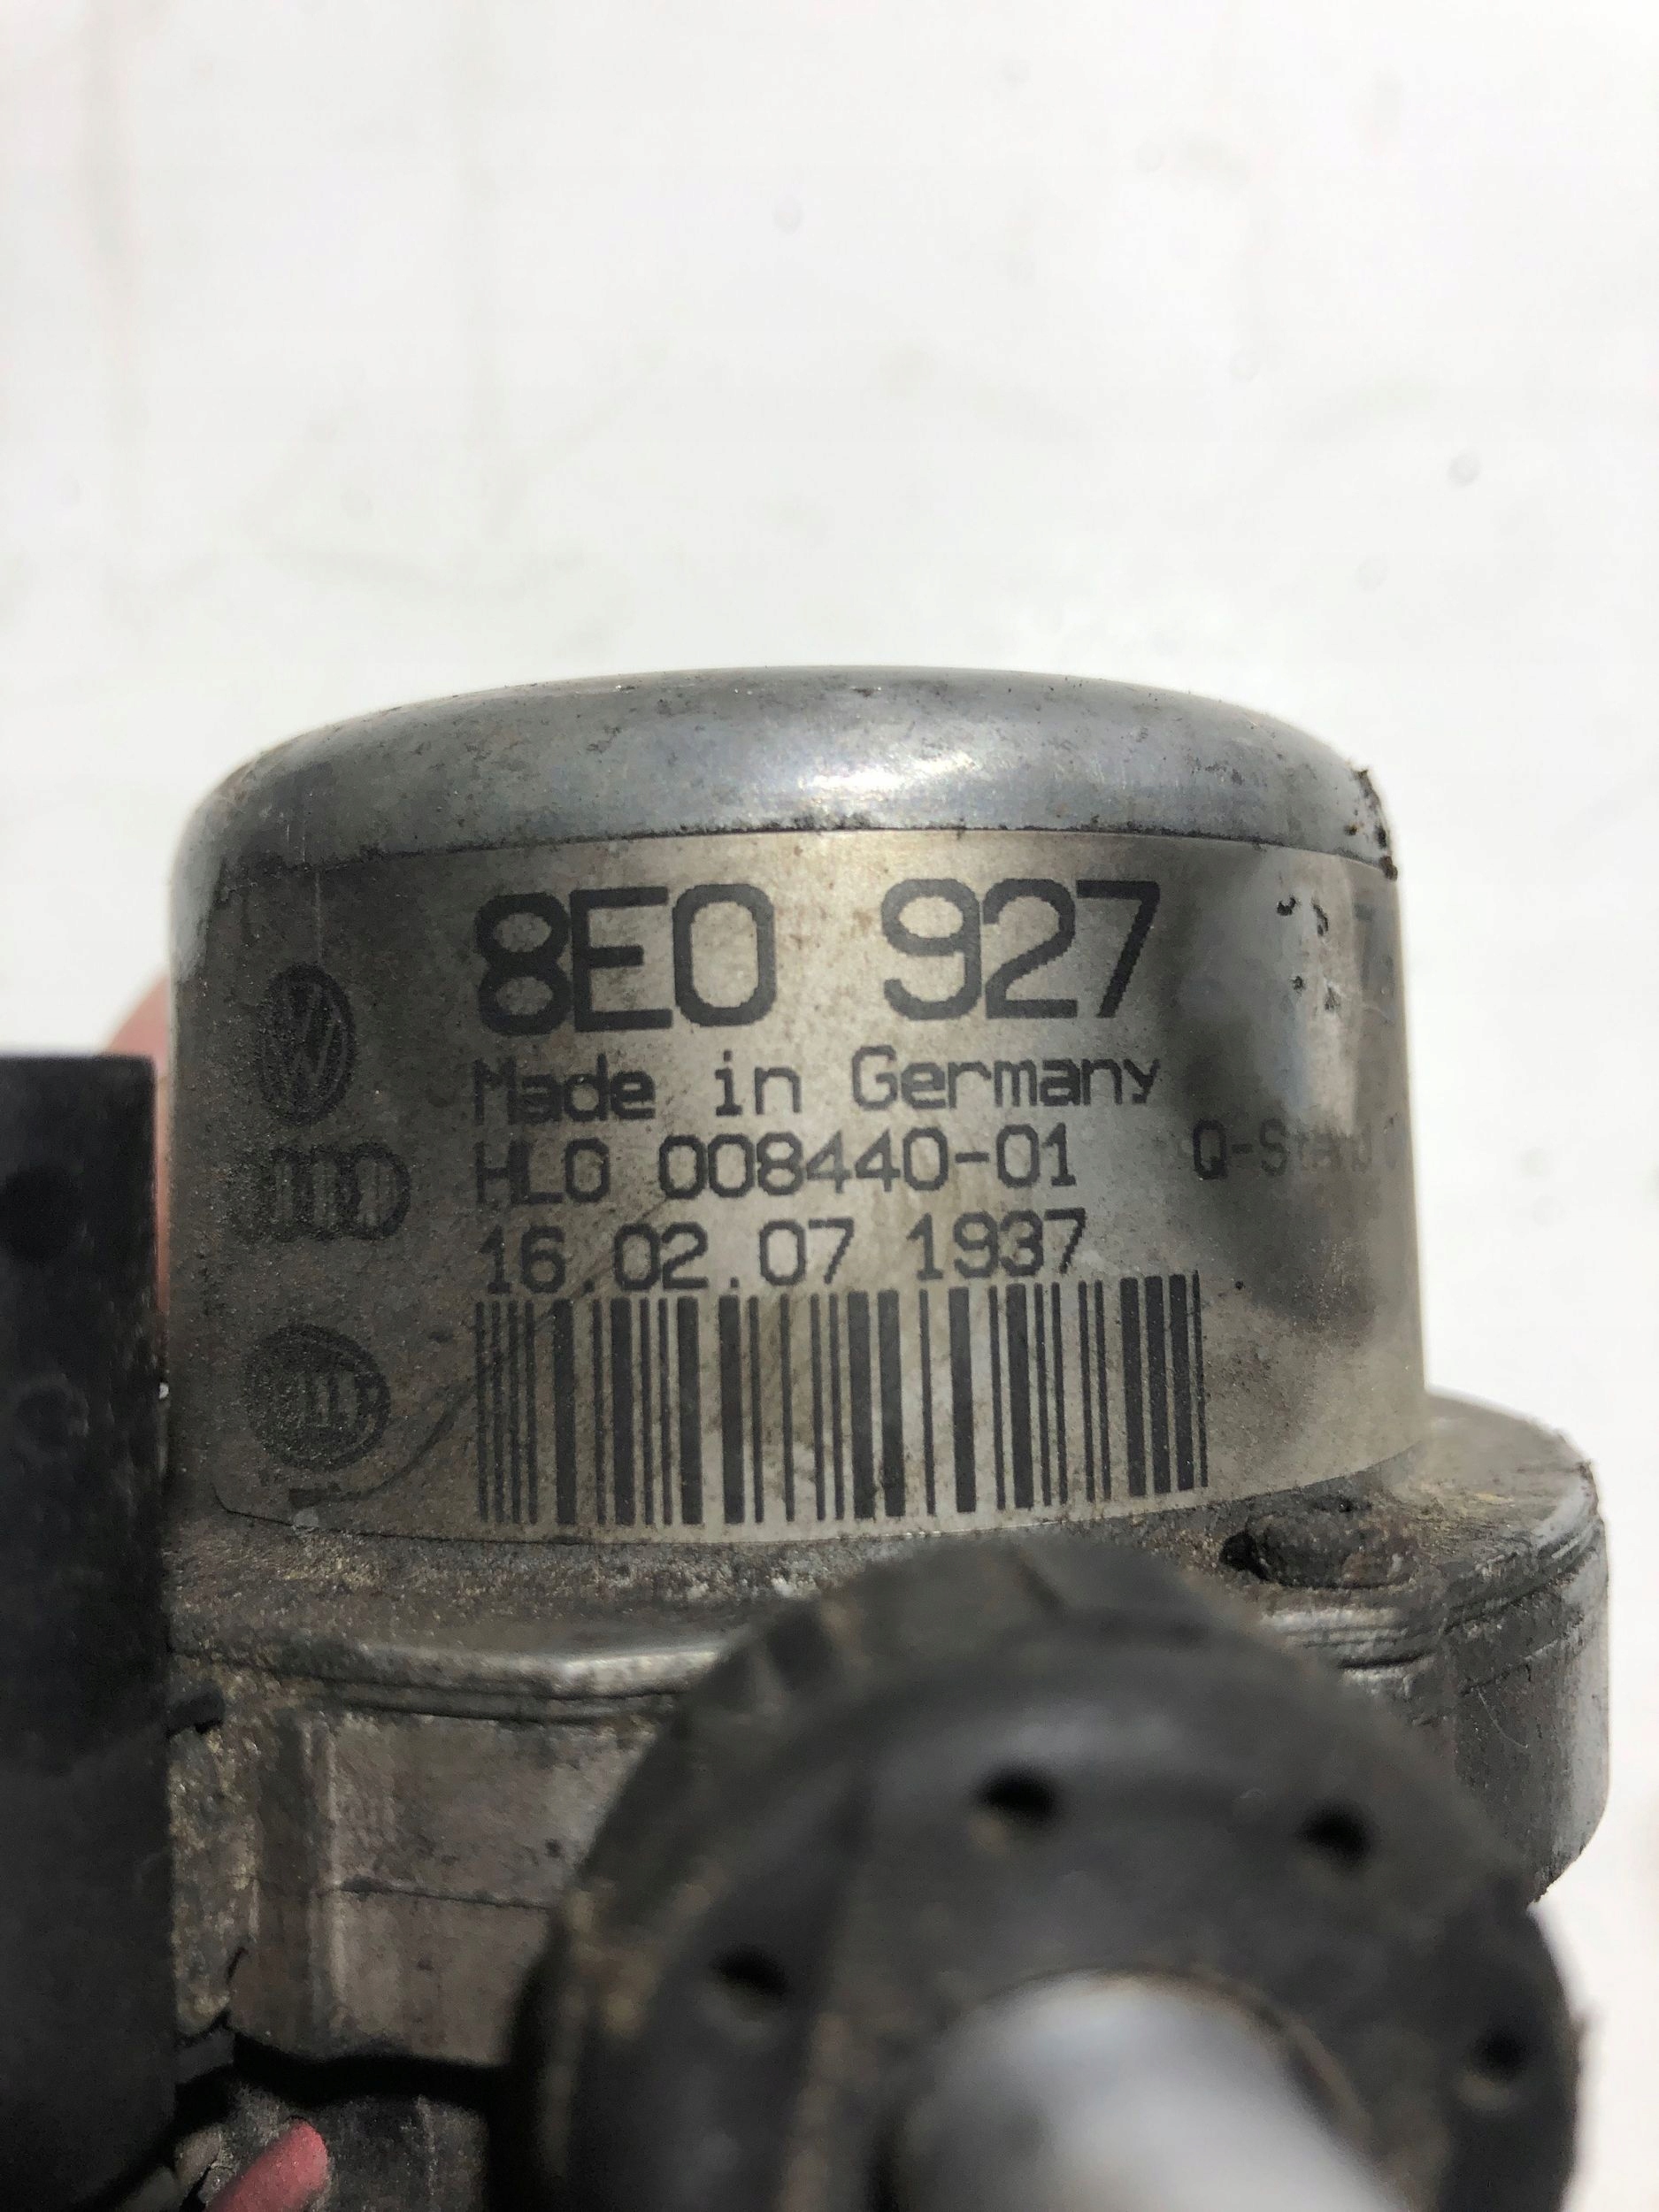 8E0 927
Made in Germany
HLO 008440-01
16.02.07 1937